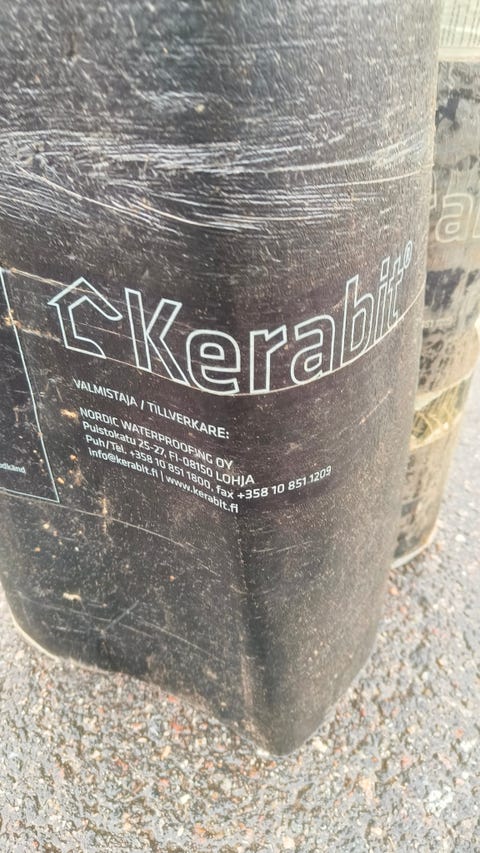 Kerabit®
VALMISTAJA / TILLVERKARE:
NORDIC WATERPROOFING OY
Puistokatu 25-27, FI-08150 LOHJA
Puh/Tel. +358 10 851 1800, fax +358 10 851 1209
info@kerabit.fi | www.kerabit.fi